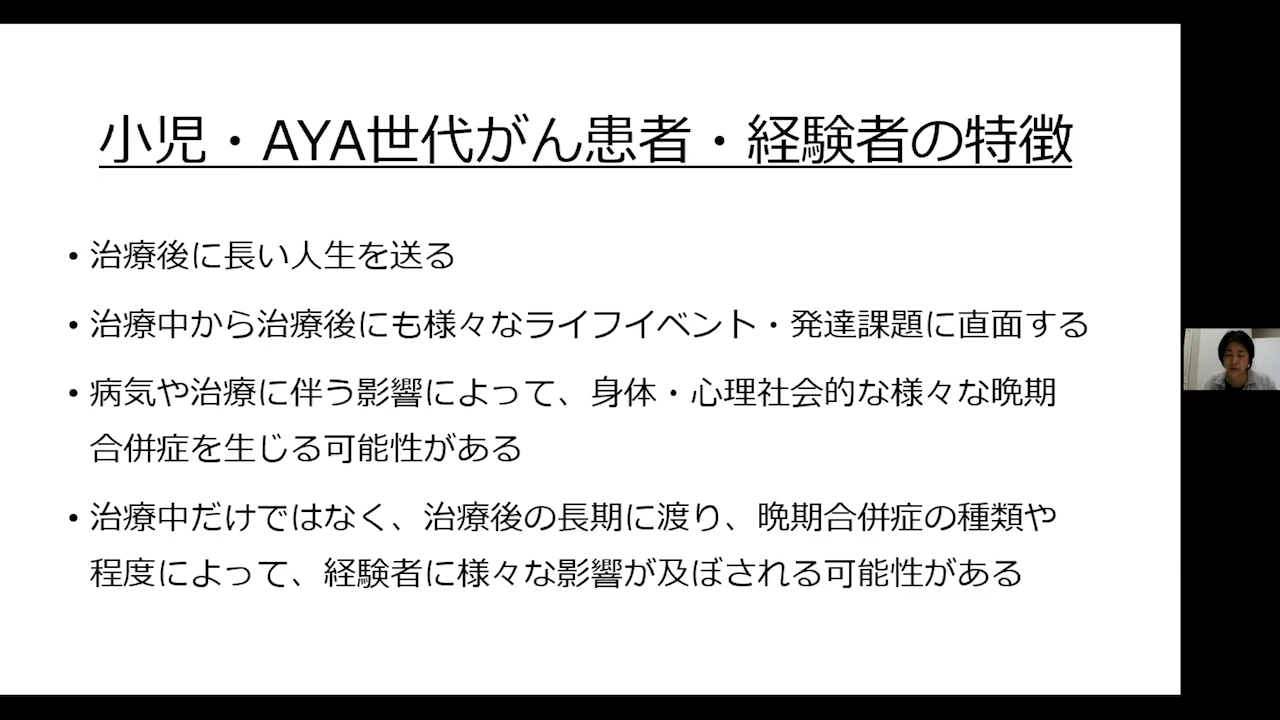 小児・AYA世代がん患者・経験者の特徴
• 治療後に長い人生を送る
• 治療中から治療後にも様々なライフイベント・発達課題に直面する
• 病気や治療に伴う影響によって、身体・心理社会的な様々な晩期
合併症を生じる可能性がある
• 治療中だけではなく、治療後の長期に渡り、晩期合併症の種類や
程度によって、経験者に様々な影響が及ぼされる可能性がある